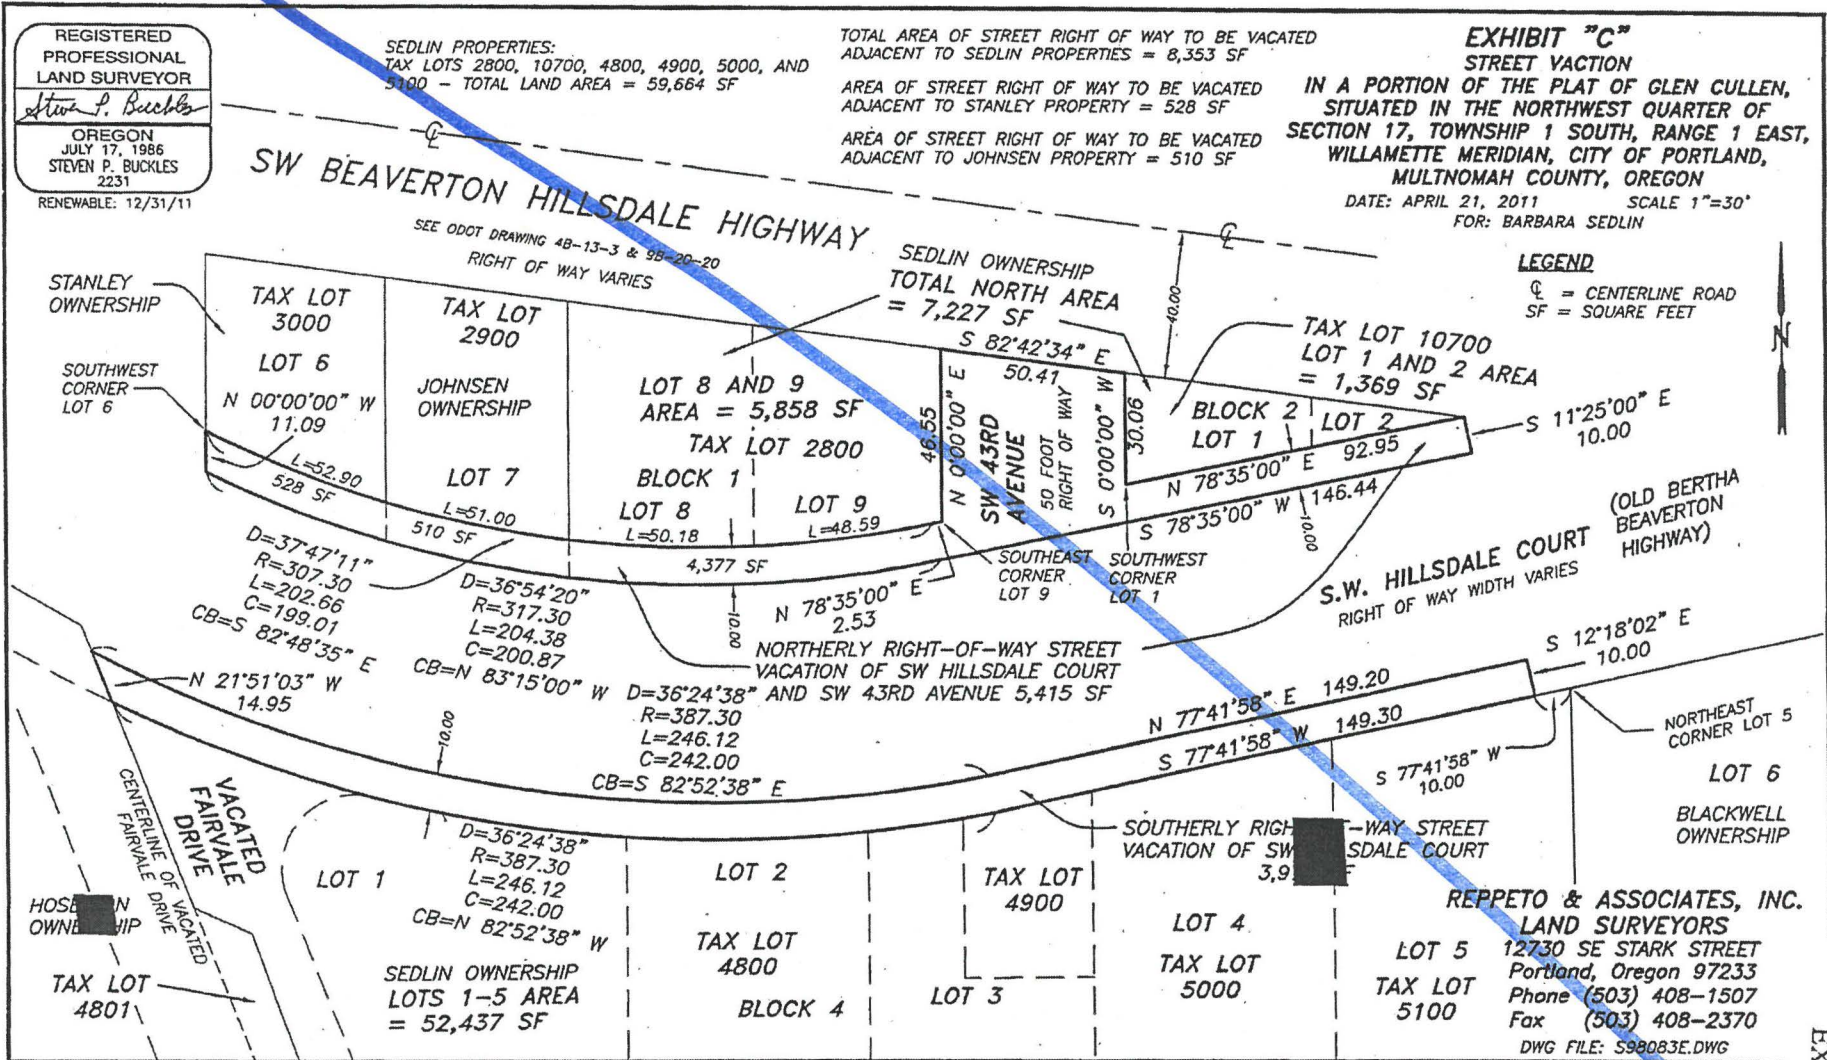 REGISTERED
PROFESSIONAL
LAND SURVEYOR
Steven P. Buckles
OREGON
JULY 17, 1986
STEVEN P. BUCKLES
2231
RENEWABLE: 12/31/11
SEDLIN PROPERTIES:
TAX LOTS 2800, 10700, 4800, 4900, 5000, AND
5100 - TOTAL LAND AREA = 59,664 SF
TOTAL AREA OF STREET RIGHT OF WAY TO BE VACATED
ADJACENT TO SEDLIN PROPERTIES = 8,353 SF
AREA OF STREET RIGHT OF WAY TO BE VACATED
ADJACENT TO STANLEY PROPERTY = 528 SF
AREA OF STREET RIGHT OF WAY TO BE VACATED
ADJACENT TO JOHNSEN PROPERTY = 510 SF
EXHIBIT "C"
STREET VACTION
IN A PORTION OF THE PLAT OF GLEN CULLEN,
SITUATED IN THE NORTHWEST QUARTER OF
SECTION 17, TOWNSHIP 1 SOUTH, RANGE 1 EAST,
WILLAMETTE MERIDIAN, CITY OF PORTLAND,
MULTNOMAH COUNTY, OREGON
DATE: APRIL 21, 2011 SCALE 1"=30'
FOR: BARBARA SEDLIN
LEGEND
℄ = CENTERLINE ROAD
SF = SQUARE FEET
N
℄
℄
SW BEAVERTON HILLSDALE HIGHWAY
SEE ODOT DRAWING 4B-13-3 & 9B-20-20
RIGHT OF WAY VARIES
40.00
STANLEY
OWNERSHIP
SOUTHWEST
CORNER
LOT 6
TAX LOT
3000
LOT 6
N 00°00'00" W
11.09
L=52.90
528 SF
TAX LOT
2900
JOHNSEN
OWNERSHIP
LOT 7
L=51.00
510 SF
SEDLIN OWNERSHIP
TOTAL NORTH AREA
= 7,227 SF
LOT 8 AND 9
AREA = 5,858 SF
TAX LOT 2800
BLOCK 1
LOT 8
L=50.18
LOT 9
L=48.59
4,377 SF
46.55
N 0°00'00" E
S 82°42'34" E
50.41
SW 43RD
AVENUE
50 FOOT
RIGHT OF WAY
S 0°00'00" W
30.06
TAX LOT 10700
LOT 1 AND 2 AREA
= 1,369 SF
BLOCK 2
LOT 1
LOT 2
N 78°35'00" E 92.95
S 78°35'00" W 146.44
10.00
S 11°25'00" E
10.00
S.W. HILLSDALE COURT
RIGHT OF WAY WIDTH VARIES
(OLD BERTHA
BEAVERTON
HIGHWAY)
SOUTHEAST
CORNER
LOT 9
SOUTHWEST
CORNER
LOT 1
N 78°35'00" E
2.53
10.00
D=37°47'11"
R=307.30
L=202.66
C=199.01
CB=S 82°48'35" E
D=36°54'20"
R=317.30
L=204.38
C=200.87
CB=N 83°15'00" W
NORTHERLY RIGHT-OF-WAY STREET
VACATION OF SW HILLSDALE COURT
AND SW 43RD AVENUE 5,415 SF
N 21°51'03" W
14.95
10.00
D=36°24'38"
R=387.30
L=246.12
C=242.00
CB=S 82°52'38" E
N 77°41'58" E 149.20
S 77°41'58" W 149.30
S 12°18'02" E
10.00
S 77°41'58" W
10.00
NORTHEAST
CORNER LOT 5
LOT 6
BLACKWELL
OWNERSHIP
VACATED
FAIRVALE
DRIVE
CENTERLINE OF VACATED
FAIRVALE DRIVE
TAX LOT
4801
LOT 1
D=36°24'38"
R=387.30
L=246.12
C=242.00
CB=N 82°52'38" W
SEDLIN OWNERSHIP
LOTS 1-5 AREA
= 52,437 SF
LOT 2
TAX LOT
4800
BLOCK 4
LOT 3
TAX LOT
4900
SOUTHERLY STREET
VACATION OF SW COURT
LOT 4
TAX LOT
5000
LOT 5
TAX LOT
5100
REPPETO & ASSOCIATES, INC.
LAND SURVEYORS
12730 SE STARK STREET
Portland, Oregon 97233
Phone (503) 408-1507
Fax (503) 408-2370
DWG FILE: S98083E.DWG